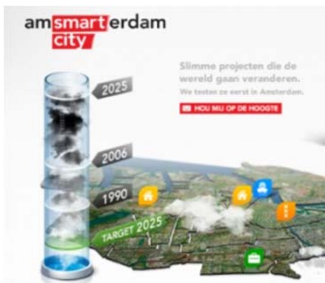 amsmarterdam
city
Slimme projecten die de
wereld gaan veranderen.
We testen ze eerst in Amsterdam.
HOU MIJ OP DE HOOGTE
2025
2006
1990
TARGET 2025